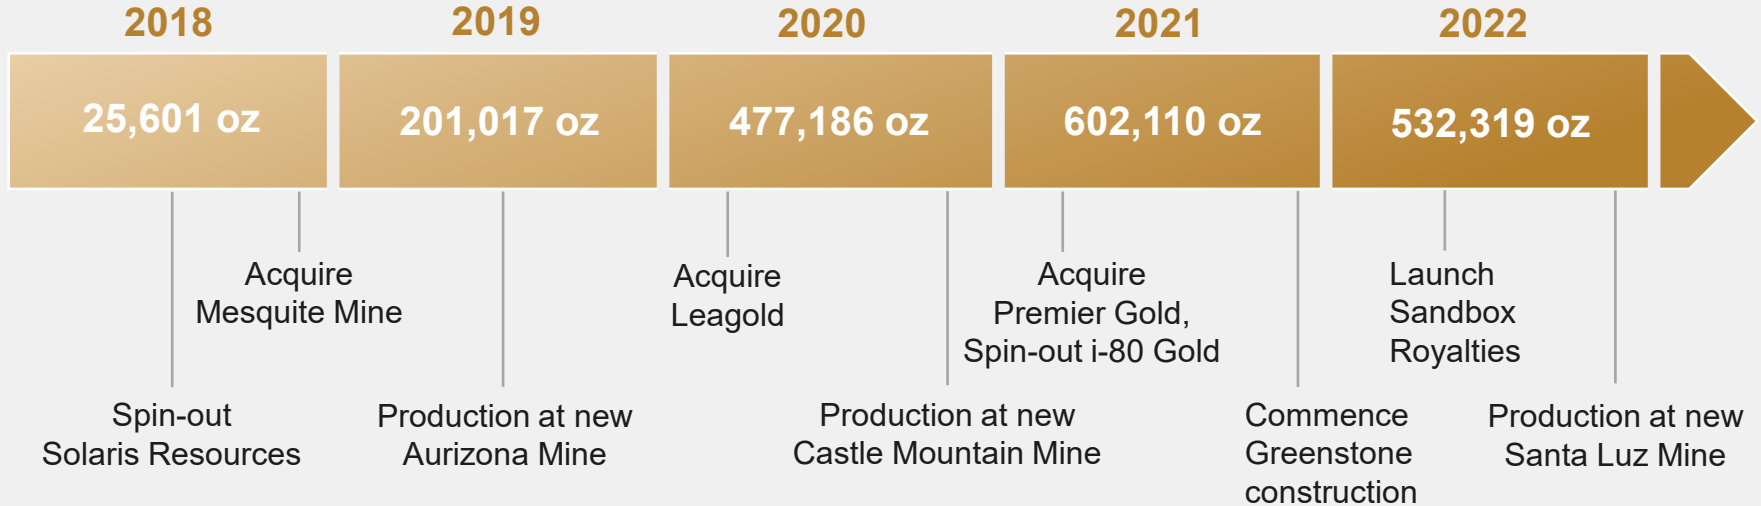 2018
2019
2020
2021
2022
25,601 oz
201,017 oz
477,186 oz
602,110 oz
532,319 oz
Acquire
Mesquite Mine
Acquire
Leagold
Acquire
Premier Gold,
Spin-out i-80 Gold
Launch
Sandbox
Royalties
Spin-out
Solaris Resources
Production at new
Aurizona Mine
Production at new
Castle Mountain Mine
Commence
Greenstone
construction
Production at new
Santa Luz Mine